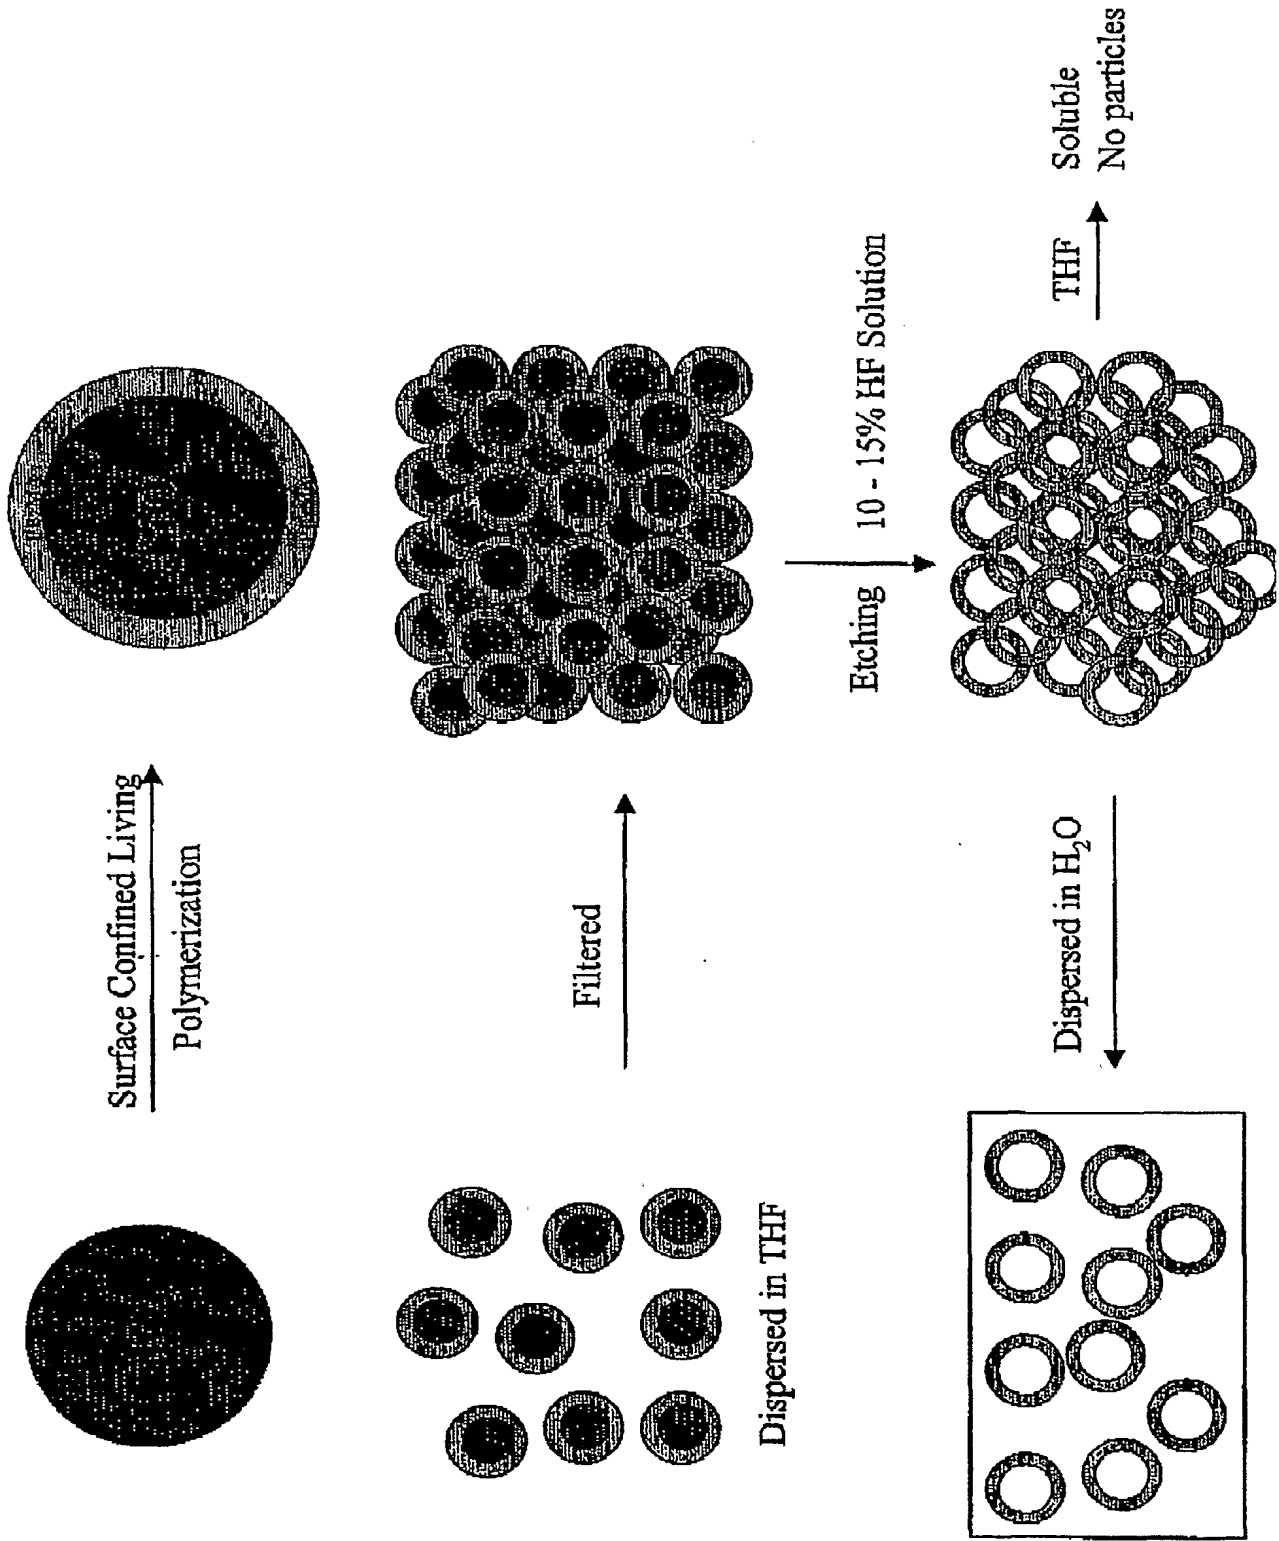 Surface Confined Living
Polymerization
Dispersed in THF
Filtered
Etching 10 - 15% HF Solution
Dispersed in H₂O
THF
Soluble
No particles